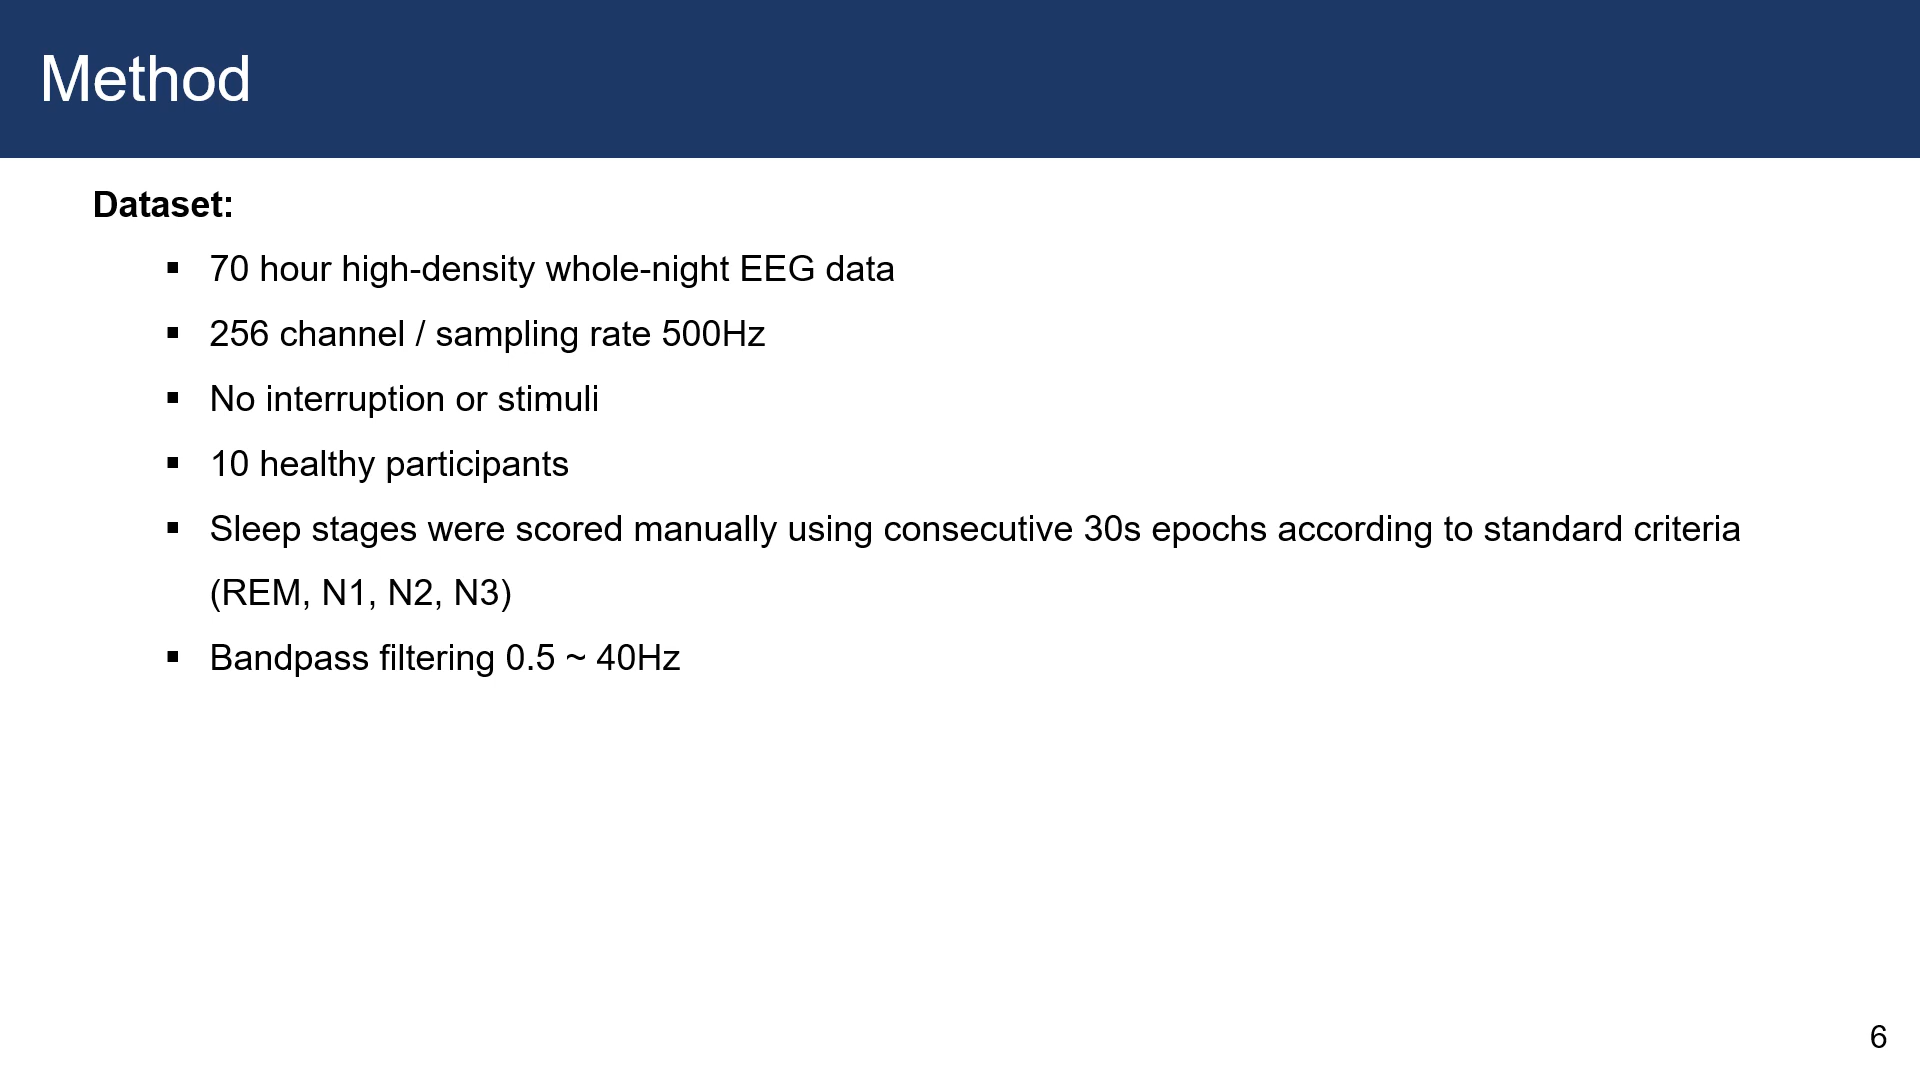 Method
Dataset:
▪ 70 hour high-density whole-night EEG data
▪ 256 channel / sampling rate 500Hz
▪ No interruption or stimuli
▪ 10 healthy participants
▪ Sleep stages were scored manually using consecutive 30s epochs according to standard criteria
(REM, N1, N2, N3)
▪ Bandpass filtering 0.5 ~ 40Hz
6